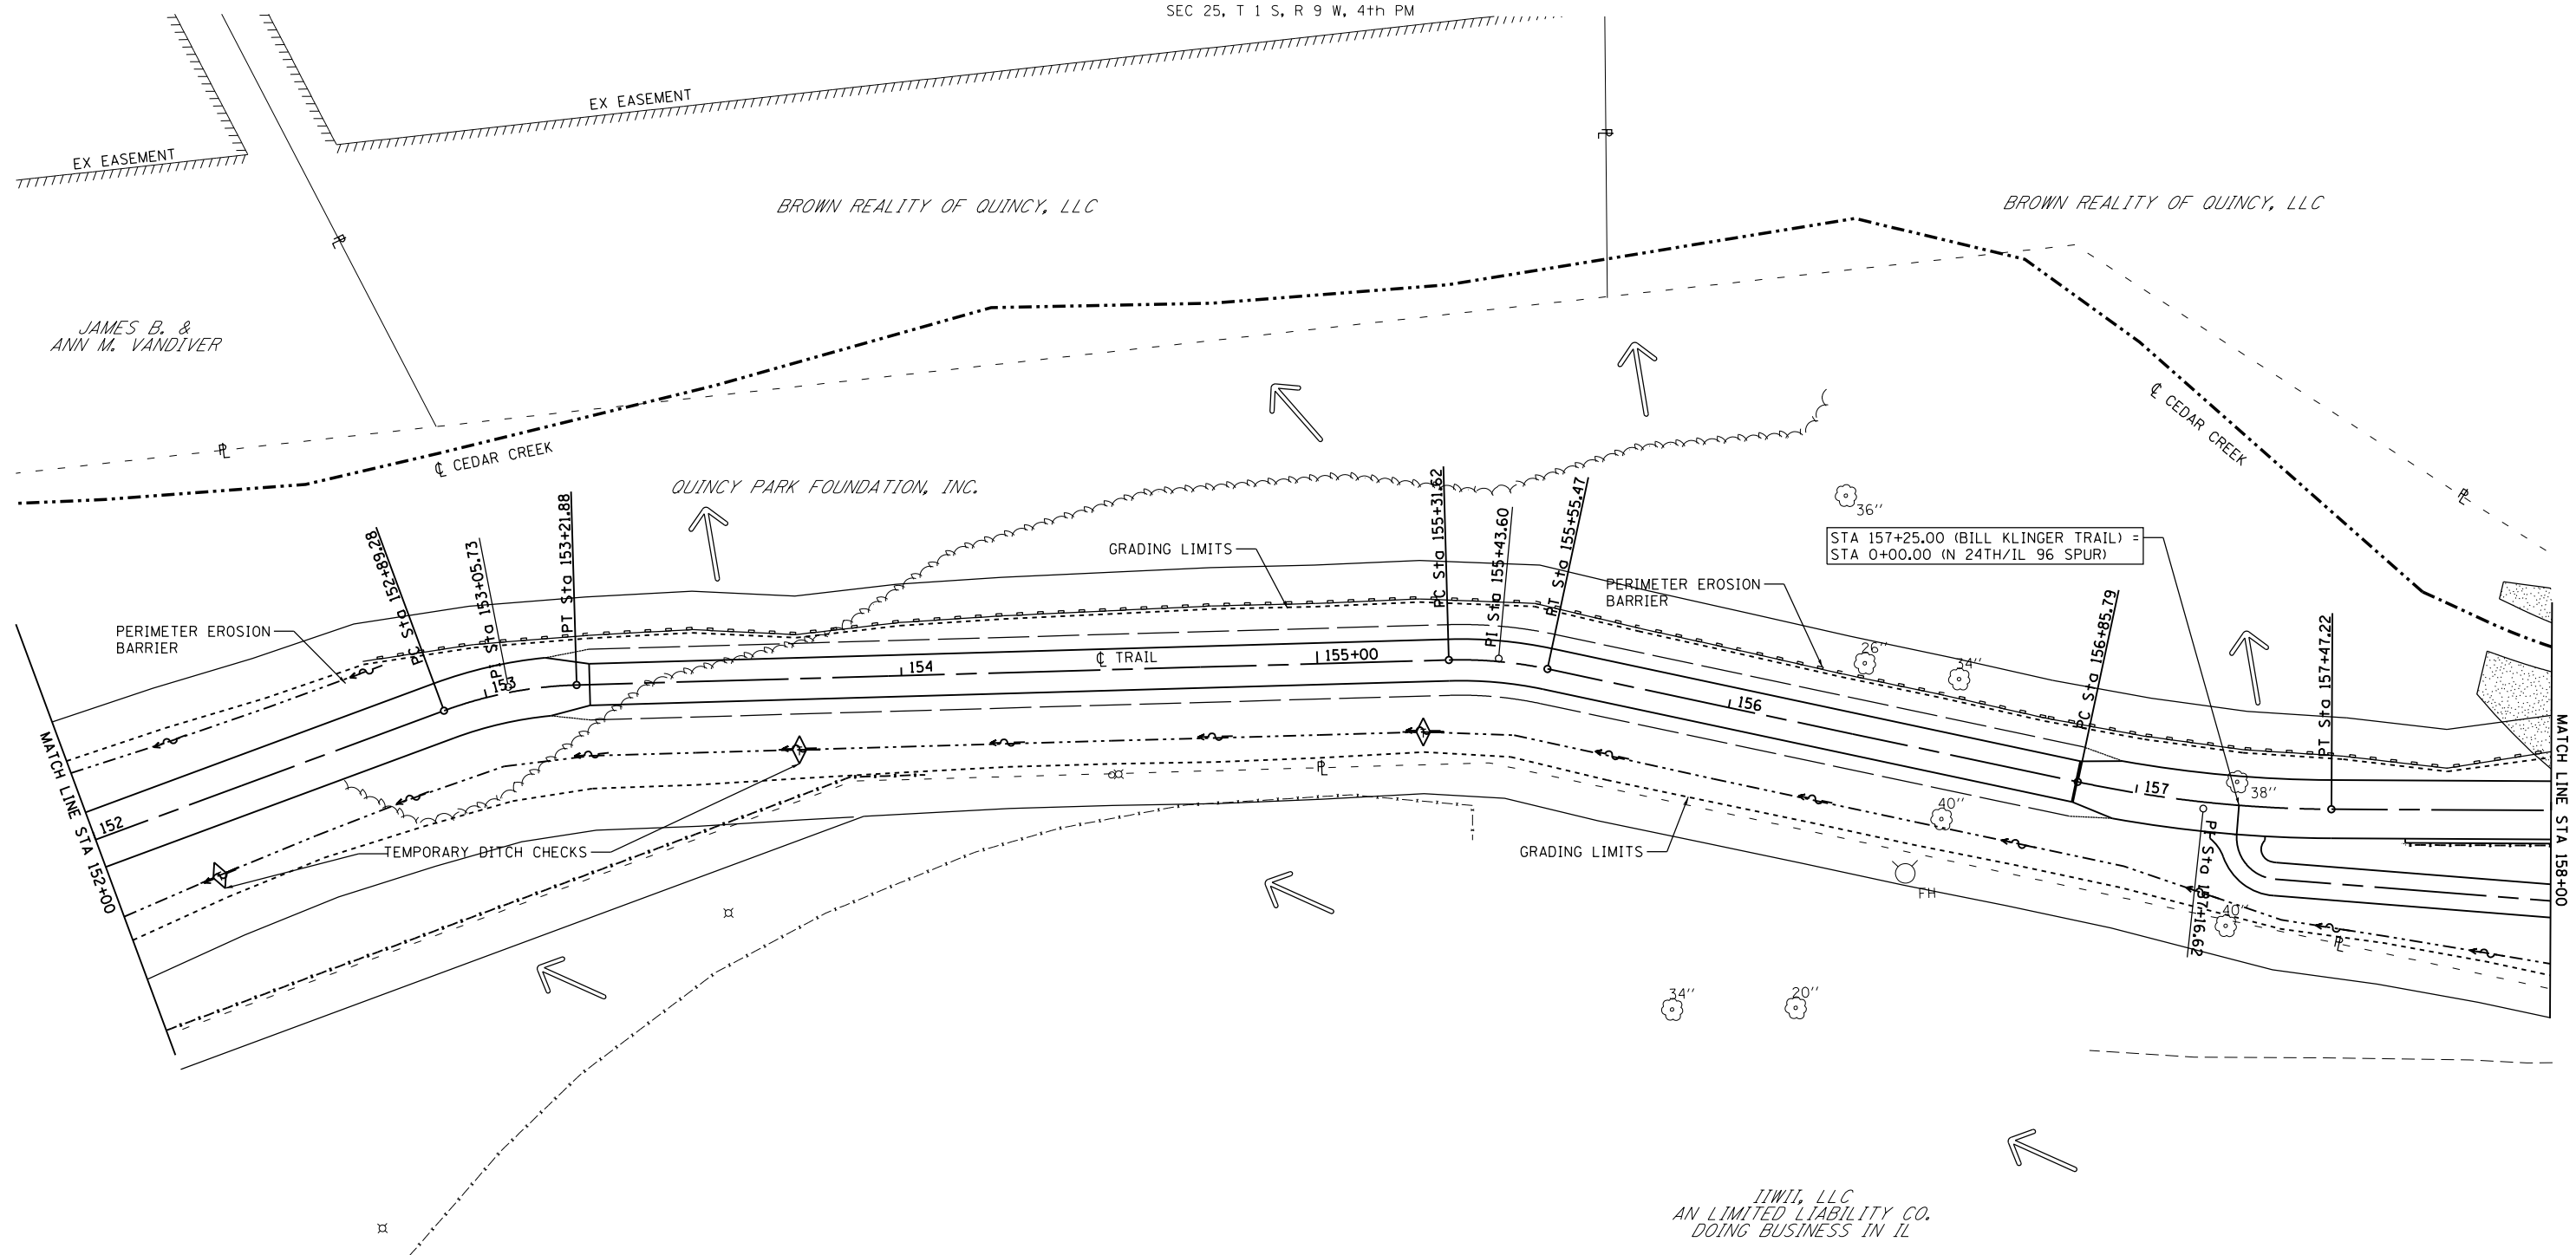 SEC 25, T 1 S, R 9 W, 4th PM
EX EASEMENT
EX EASEMENT
PL
PL
BROWN REALITY OF QUINCY, LLC
BROWN REALITY OF QUINCY, LLC
JAMES B. &
ANN M. VANDIVER
PL
℄ CEDAR CREEK
℄ CEDAR CREEK
PL
QUINCY PARK FOUNDATION, INC.
36''
PC Sta 152+89.28
PI Sta 153+05.73
PT Sta 153+21.88
PC Sta 155+31.62
PI Sta 155+43.60
PT Sta 155+55.47
STA 157+25.00 (BILL KLINGER TRAIL) =
STA 0+00.00 (N 24TH/IL 96 SPUR)
GRADING LIMITS
PERIMETER EROSION
BARRIER
PERIMETER EROSION
BARRIER
26''
34''
PC Sta 156+85.79
PT Sta 157+47.22
PI Sta 157+16.62
152
153
154
℄ TRAIL
155+00
156
157
38''
40''
40''
PL
PL
MATCH LINE STA 152+00
MATCH LINE STA 158+00
TEMPORARY DITCH CHECKS
GRADING LIMITS
FH
34''
20''
IIWII, LLC
AN LIMITED LIABILITY CO.
DOING BUSINESS IN IL